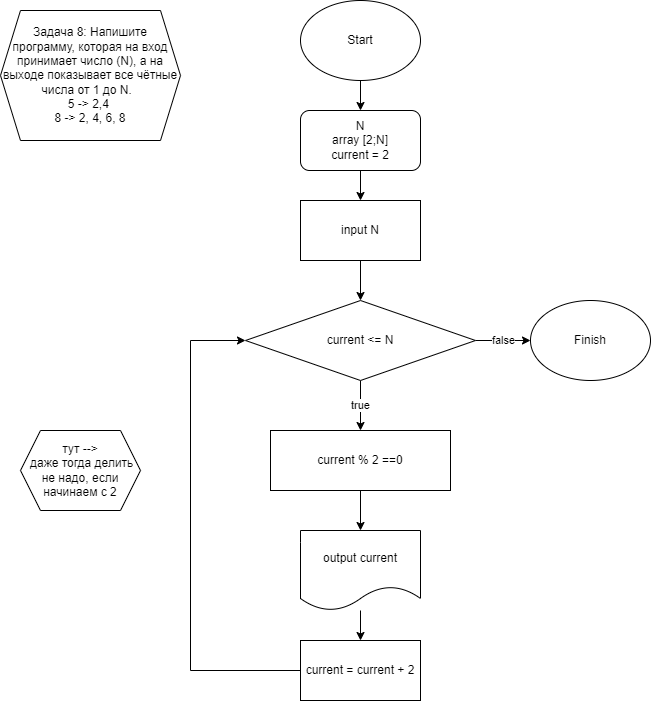 Задача 8: Напишите
программу, которая на вход
принимает число (N), а на
выходе показывает все чётные
числа от 1 до N.
5 -> 2,4
8 -> 2, 4, 6, 8
Start
N
array [2;N]
current = 2
input N
current <= N
false
Finish
true
current % 2 ==0
тут -->
даже тогда делить
не надо, если
начинаем с 2
output current
current = current + 2